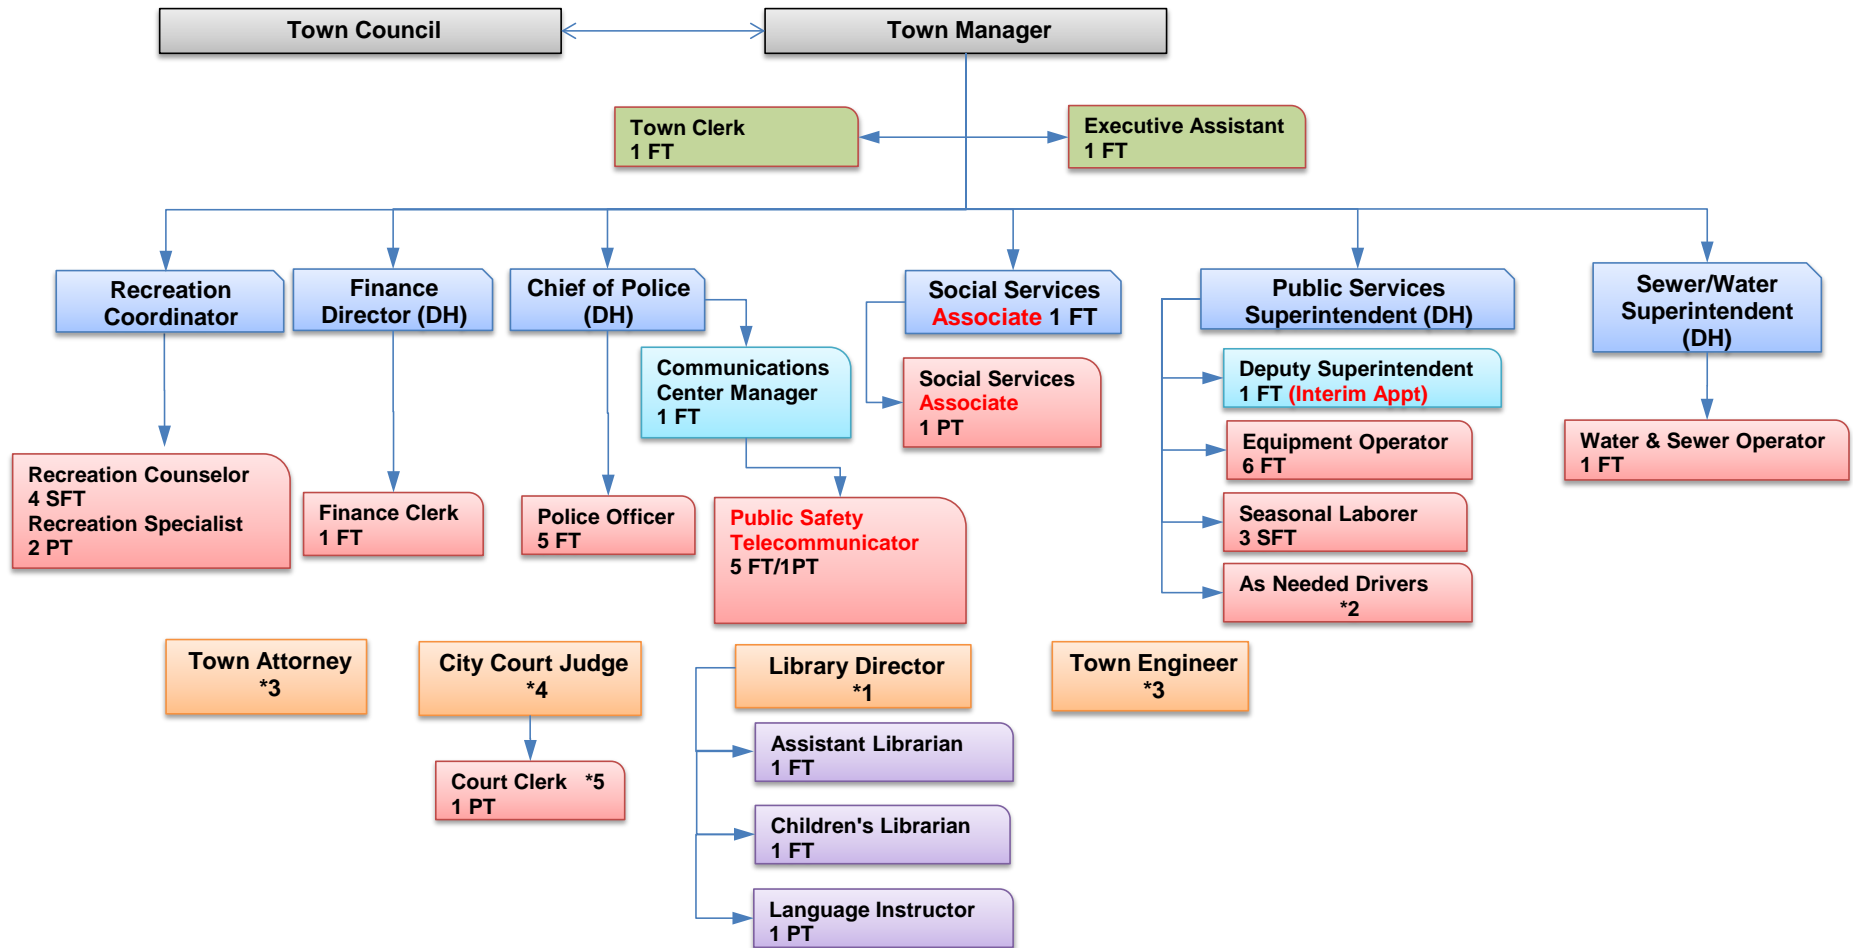 Town Council
Town Manager
Town Clerk
1 FT
Executive Assistant
1 FT
Recreation
Coordinator
Finance
Director (DH)
Chief of Police
(DH)
Social Services
Associate 1 FT
Public Services
Superintendent (DH)
Sewer/Water
Superintendent
(DH)
Communications
Center Manager
1 FT
Social Services
Associate
1 PT
Deputy Superintendent
1 FT (Interim Appt)
Equipment Operator
6 FT
Water & Sewer Operator
1 FT
Recreation Counselor
4 SFT
Recreation Specialist
2 PT
Finance Clerk
1 FT
Police Officer
5 FT
Public Safety
Telecommunicator
5 FT/1PT
Seasonal Laborer
3 SFT
As Needed Drivers
*2
Town Attorney
*3
City Court Judge
*4
Library Director
*1
Town Engineer
*3
Court Clerk *5
1 PT
Assistant Librarian
1 FT
Children's Librarian
1 FT
Language Instructor
1 PT